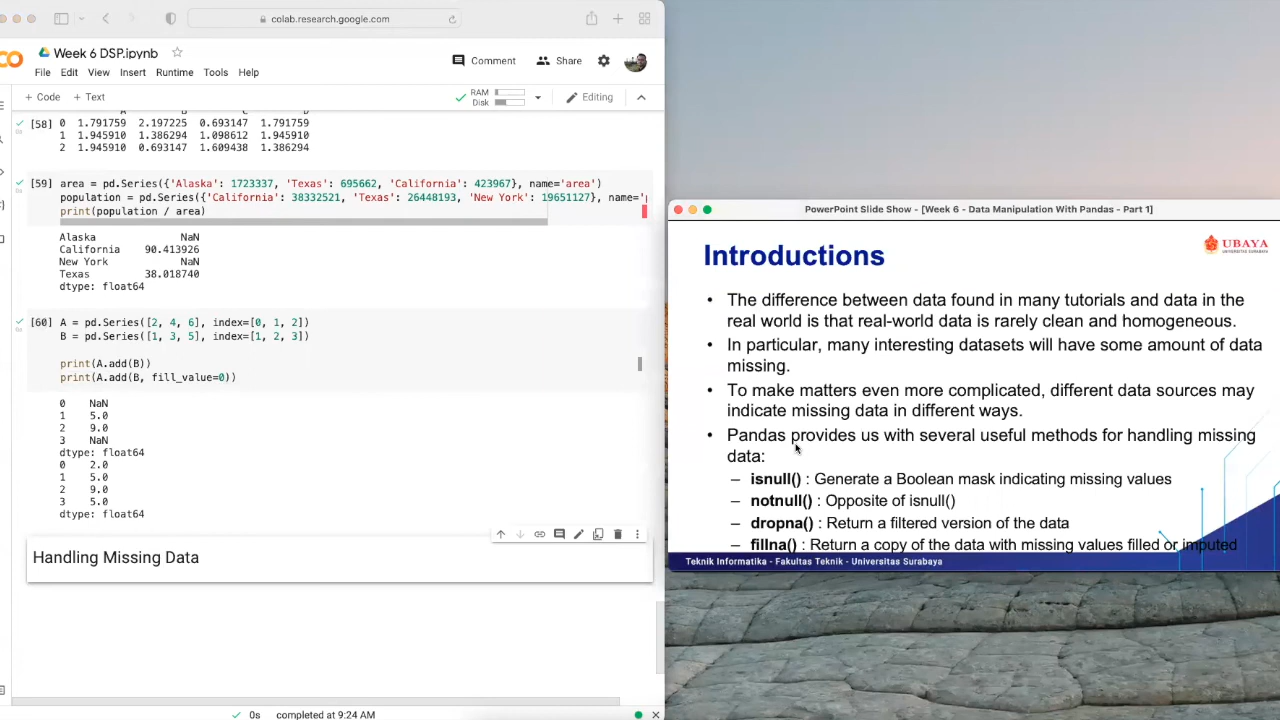 colab.research.google.com
Week 6 DSP.ipynb
Comment
Share
File Edit View Insert Runtime Tools Help
+ Code + Text
RAM
Disk
Editing
[58] 0 1.791759 2.197225 0.693147 1.791759
1 1.945910 1.386294 1.098612 1.945910
2 1.945910 0.693147 1.609438 1.386294
[59] area = pd.Series({'Alaska': 1723337, 'Texas': 695662, 'California': 423967}, name='area')
population = pd.Series({'California': 38332521, 'Texas': 26448193, 'New York': 19651127}, name='
print(population / area)
Alaska NaN
California 90.413926
New York NaN
Texas 38.018740
dtype: float64
[60] A = pd.Series([2, 4, 6], index=[0, 1, 2])
B = pd.Series([1, 3, 5], index=[1, 2, 3])
print(A.add(B))
print(A.add(B, fill_value=0))
0 NaN
1 5.0
2 9.0
3 NaN
dtype: float64
0 2.0
1 5.0
2 9.0
3 5.0
dtype: float64
Handling Missing Data
0s completed at 9:24 AM
PowerPoint Slide Show - [Week 6 - Data Manipulation With Pandas - Part 1]
Introductions
UBAYA
UNIVERSITAS SURABAYA
• The difference between data found in many tutorials and data in the
real world is that real-world data is rarely clean and homogeneous.
• In particular, many interesting datasets will have some amount of data
missing.
• To make matters even more complicated, different data sources may
indicate missing data in different ways.
• Pandas provides us with several useful methods for handling missing
data:
– isnull() : Generate a Boolean mask indicating missing values
– notnull() : Opposite of isnull()
– dropna() : Return a filtered version of the data
– fillna() : Return a copy of the data with missing values filled or imputed
Teknik Informatika - Fakultas Teknik - Universitas Surabaya